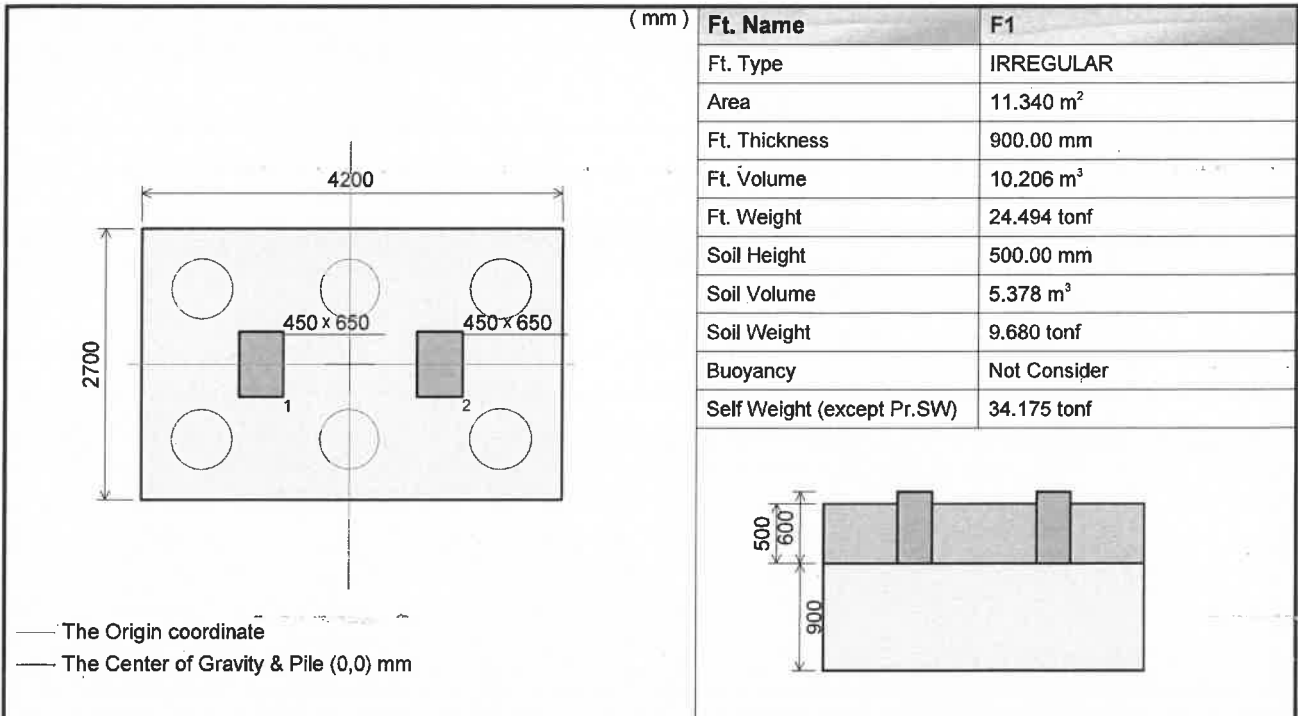 ( mm )
4200
2700
450 x 650
450 x 650
1
2
The Origin coordinate
The Center of Gravity & Pile (0,0) mm
Ft. Name F1
Ft. Type IRREGULAR
Area 11.340 m²
Ft. Thickness 900.00 mm
Ft. Volume 10.206 m³
Ft. Weight 24.494 tonf
Soil Height 500.00 mm
Soil Volume 5.378 m³
Soil Weight 9.680 tonf
Buoyancy Not Consider
Self Weight (except Pr.SW) 34.175 tonf
500
600
900